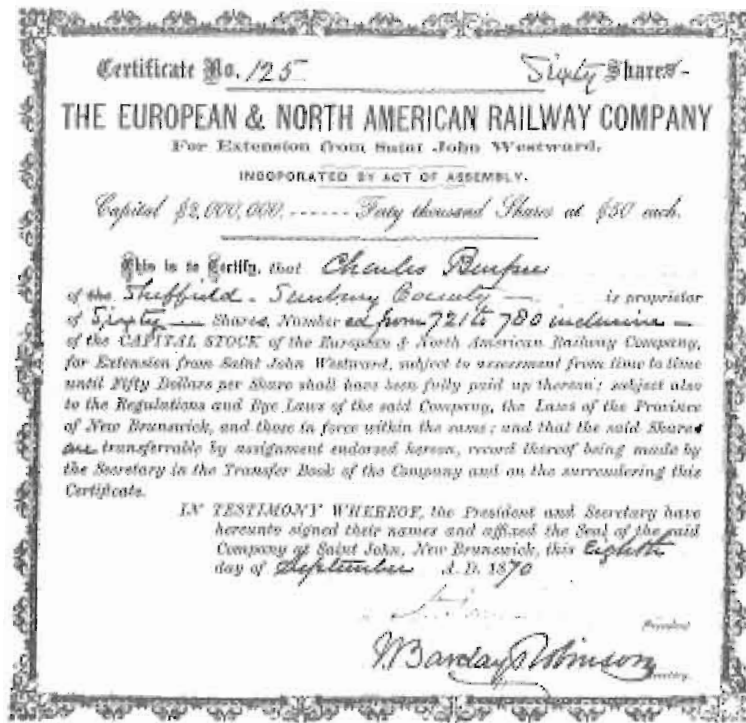 Certificate No. 125 Sixty Shares-
THE EUROPEAN & NORTH AMERICAN RAILWAY COMPANY
For Extension from Saint John Westward.
INCOPORATED BY ACT OF ASSEMBLY.
Capital $2,000,000. ------ Foty thousand Shares at $50 each.
This is to Certify, that Charles Burpee
of the Sheffield - Sunbury County — is proprietor
of Sixty — Shares, Number ed from 721 to 780 inclusive —
of the CAPITAL STOCK of the European & North American Railway Company,
for Extension from Saint John Westward, subject to assessment from time to time
until Fifty Dollars per Share shall have been fully paid up thereon; subject also
to the Regulations and Bye Laws of the said Company, the Laws of the Province
of New Brunswick, and those in force within the same; and that the said Shares
are transferrable by assignment endorsed hereon, record thereof being made by
the Secretary in the Transfer Book of the Company and on the surrendering this
Certificate.
IN TESTIMONY WHEREOF, the President and Secretary have
hereunto signed their names and affixed the Seal of the said
Company at Saint John, New Brunswick, this Eighth
day of September A. D. 1870
President
W Barclay Robinson
Secretary.